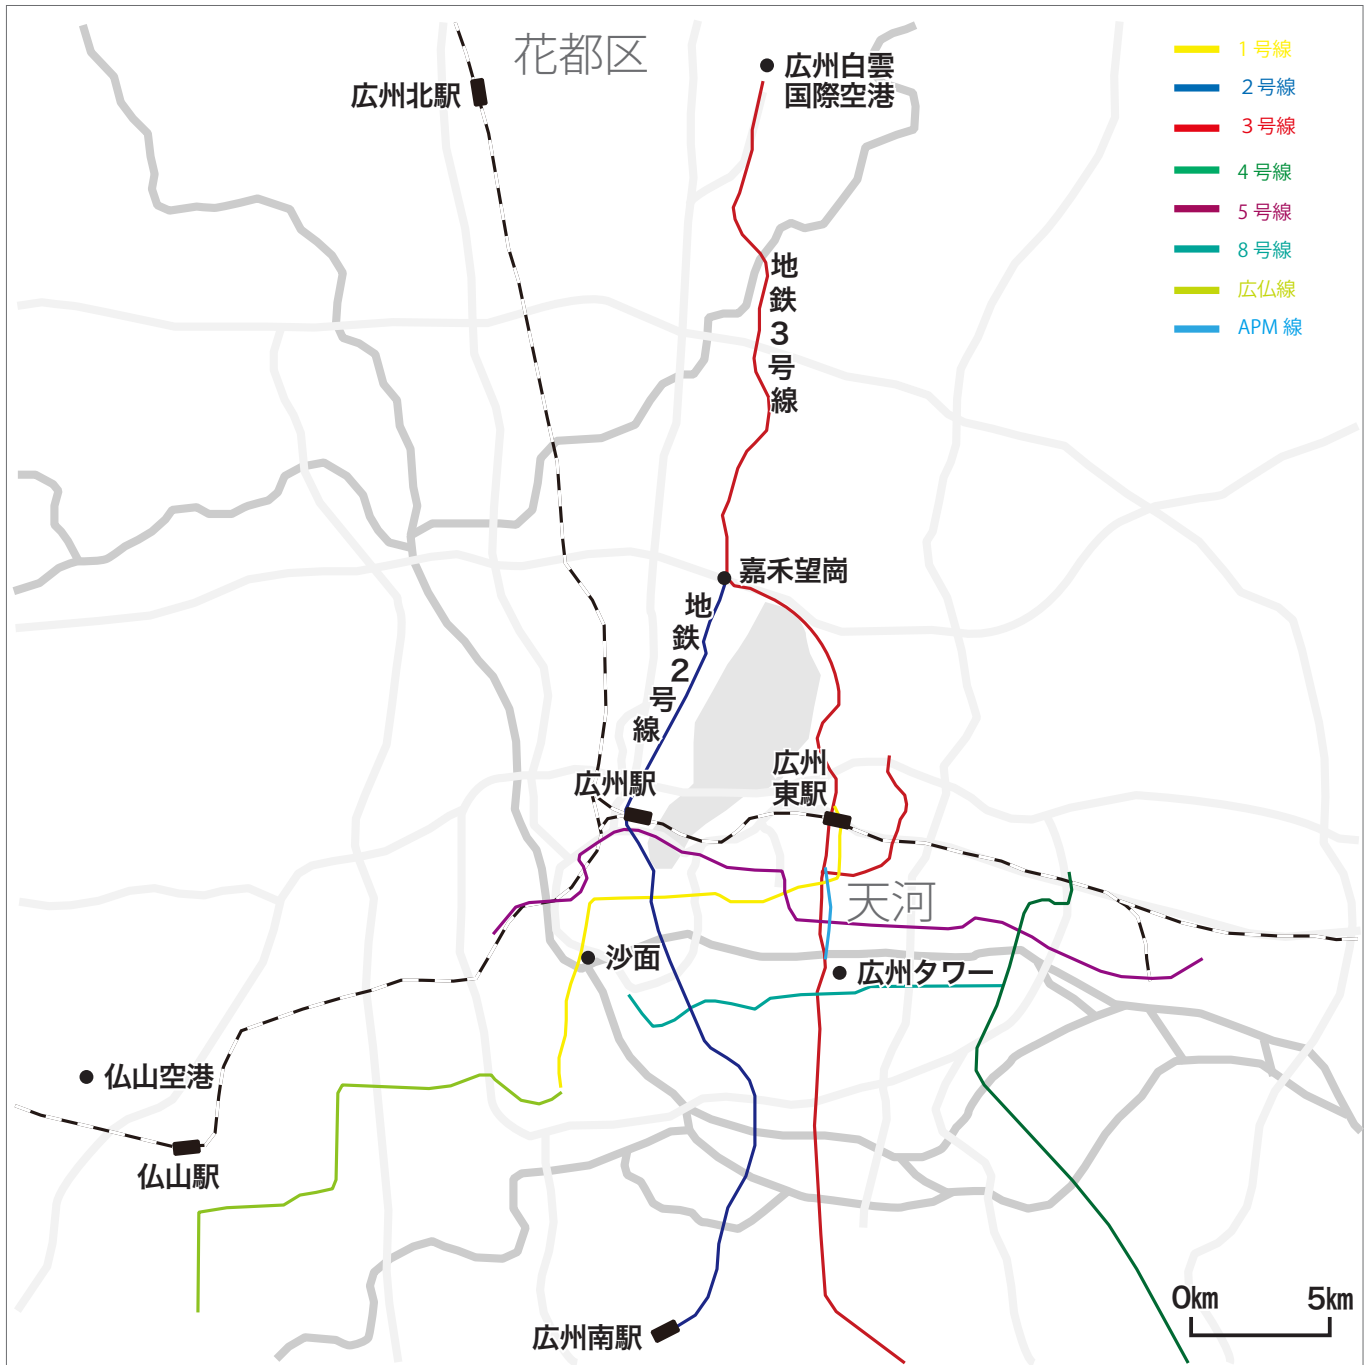 花都区
広州白雲
国際空港
広州北駅
1 号線
2 号線
3 号線
4 号線
5 号線
8 号線
広仏線
APM 線
地鉄3号線
嘉禾望崗
地鉄2号線
広州駅
広州
東駅
天河
沙面
広州タワー
仏山空港
仏山駅
広州南駅
0km
5km